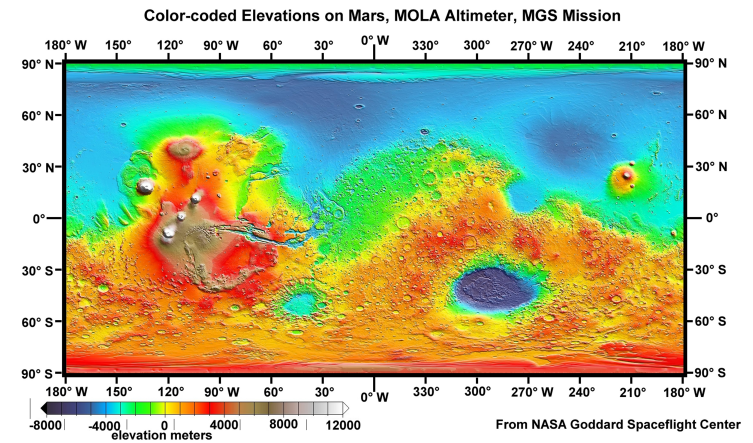 Color-coded Elevations on Mars, MOLA Altimeter, MGS Mission
180° W 150° 120° 90° W 60° 30° 0° W 330° 300° 270° W 240° 210° 180° W
90° N 90° N
60° N 60° N
30° N 30° N
0° 0°
30° S 30° S
60° S 60° S
90° S 90° S
180° W 150° 120° 90° W 60° 30° 0° W 330° 300° 270° W 240° 210° 180° W
-8000 -4000 0 4000 8000 12000
elevation meters
From NASA Goddard Spaceflight Center